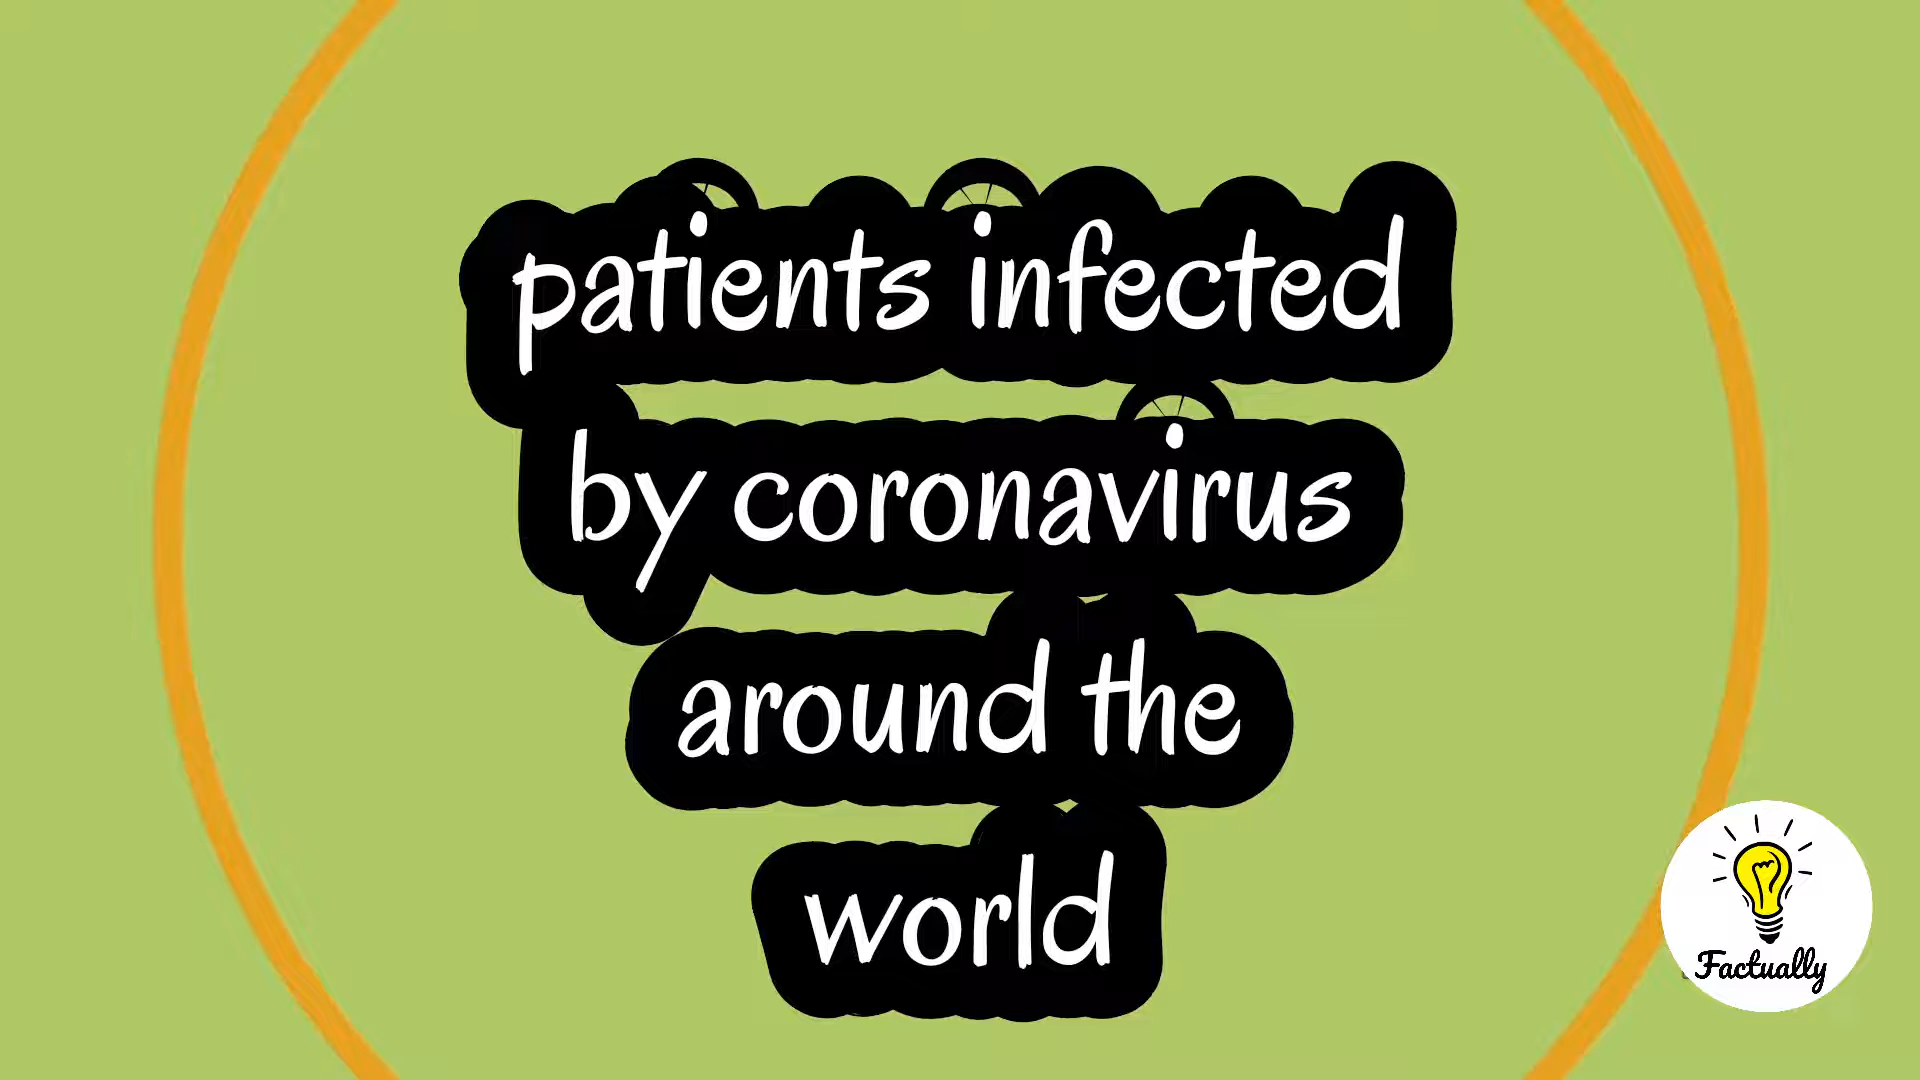 patients infected
by coronavirus
around the
world
Factually